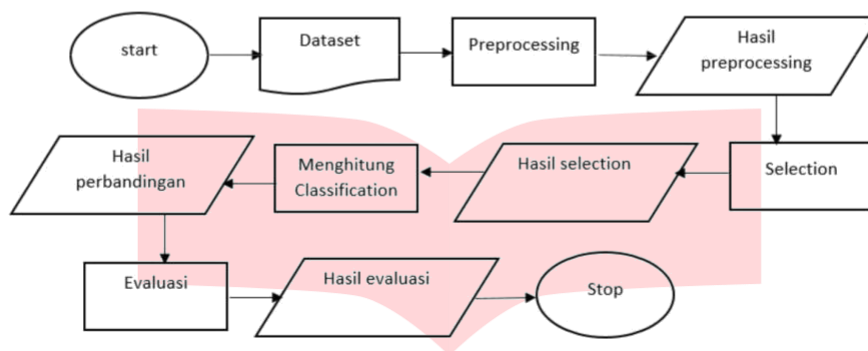 start
Dataset
Preprocessing
Hasil
preprocessing
Selection
Hasil selection
Menghitung
Classification
Hasil
perbandingan
Evaluasi
Hasil evaluasi
Stop